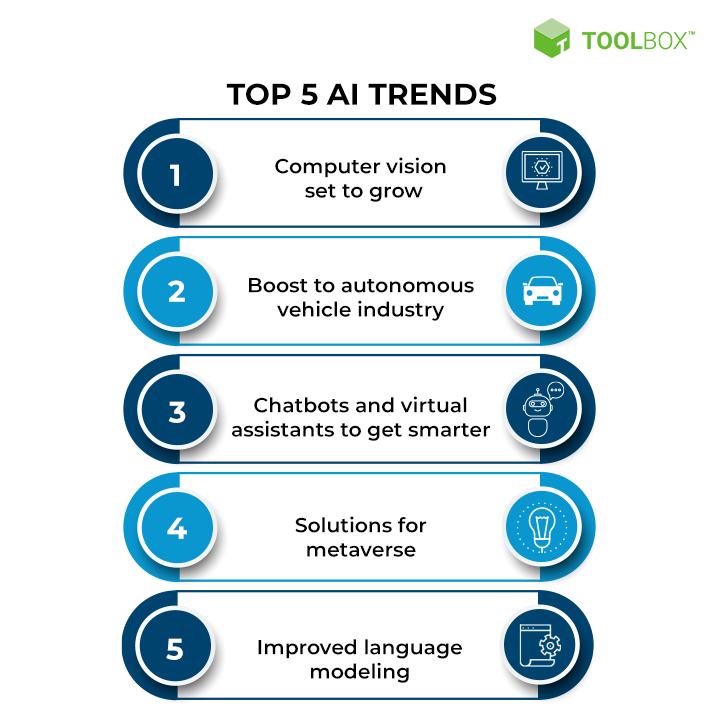 TOOLBOX™
TOP 5 AI TRENDS
1
Computer vision
set to grow
2
Boost to autonomous
vehicle industry
3
Chatbots and virtual
assistants to get smarter
4
Solutions for
metaverse
5
Improved language
modeling